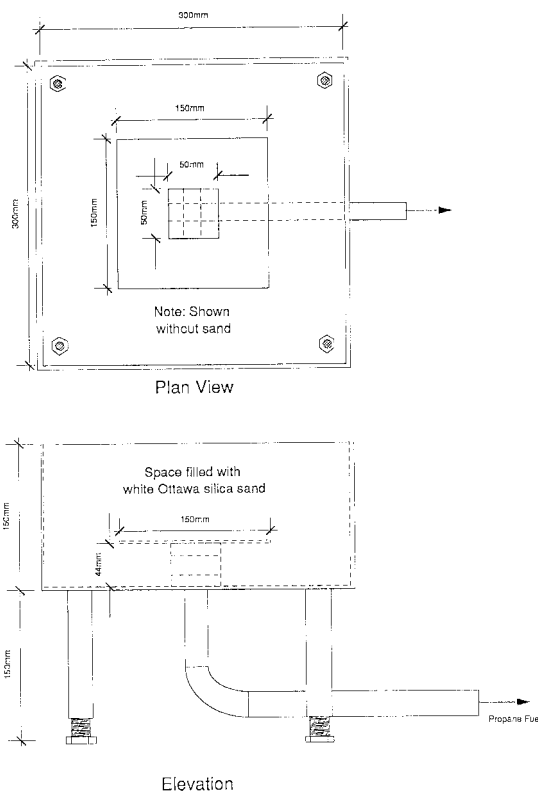 300mm
150mm
50mm
50mm
150mm
300mm
Note: Shown
without sand
Plan View
Space filled with
white Ottawa silica sand
150mm
150mm
44mm
150mm
Propane Fue
Elevation